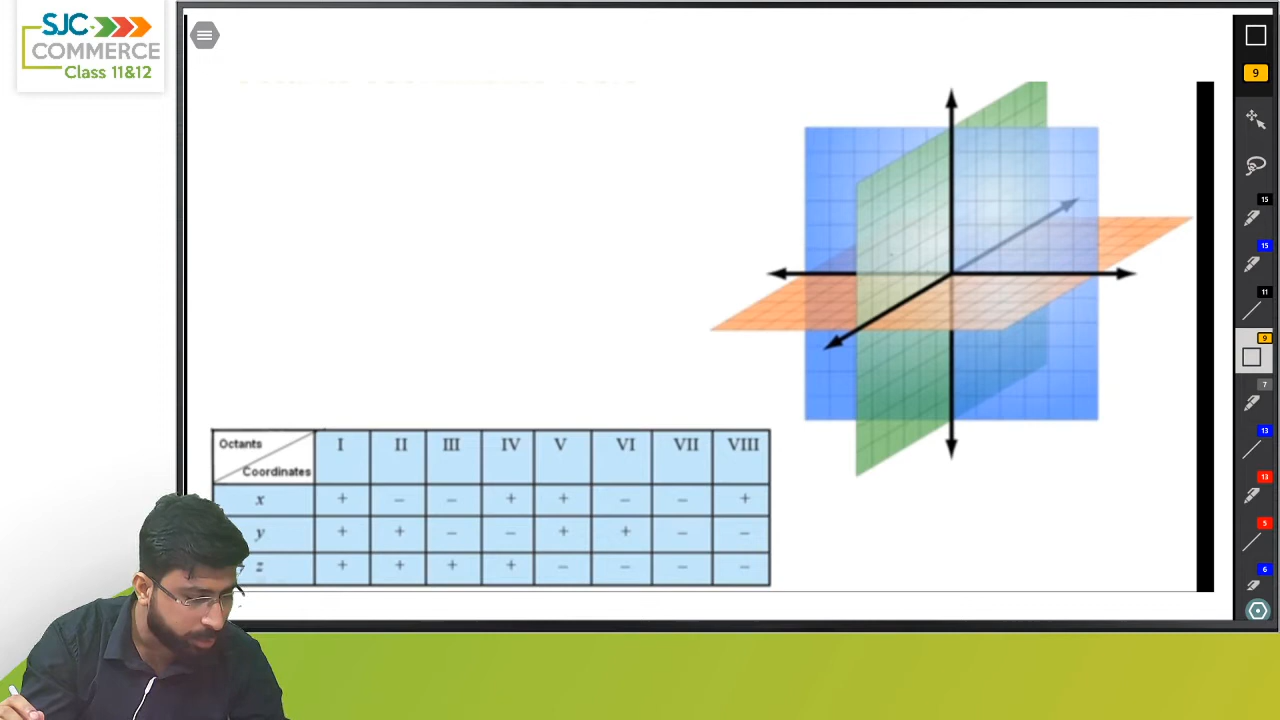 SJC
COMMERCE
Class 11&12
9
15
15
11
9
7
13
13
5
6
Octants I II III IV V VI VII VIII
Coordinates
x + – – + + – – +
y + + – – + + – –
z + + + + – – – –